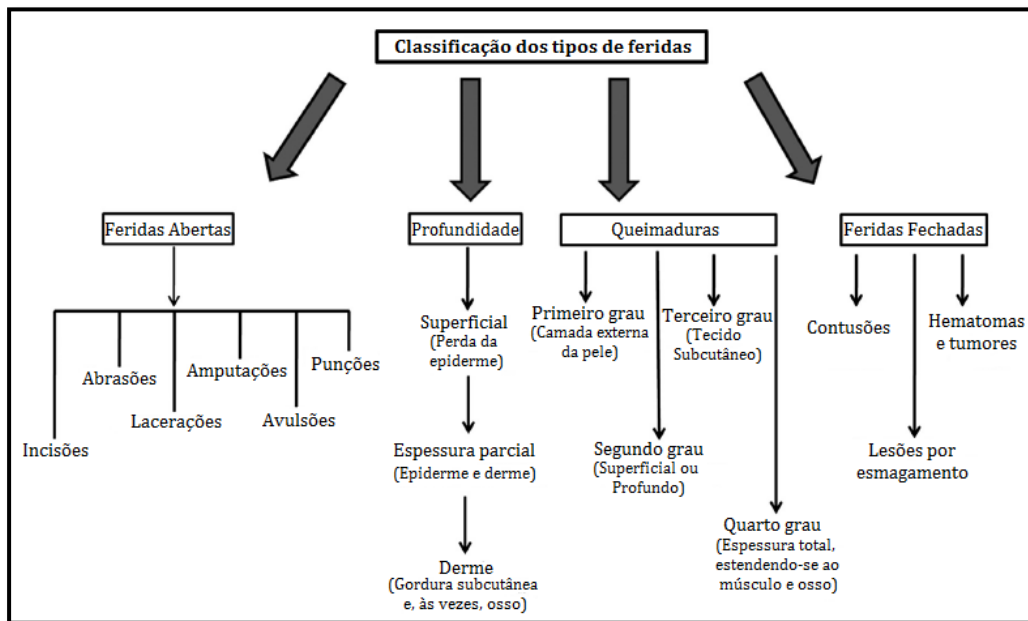 Classificação dos tipos de feridas
Feridas Abertas
Incisões
Abrasões
Lacerações
Amputações
Avulsões
Punções
Profundidade
Superficial
(Perda da
epiderme)
Espessura parcial
(Epiderme e derme)
Derme
(Gordura subcutânea
e, às vezes, osso)
Queimaduras
Primeiro grau
(Camada externa
da pele)
Segundo grau
(Superficial ou
Profundo)
Terceiro grau
(Tecido
Subcutâneo)
Quarto grau
(Espessura total,
estendendo-se ao
músculo e osso)
Feridas Fechadas
Contusões
Lesões por
esmagamento
Hematomas
e tumores